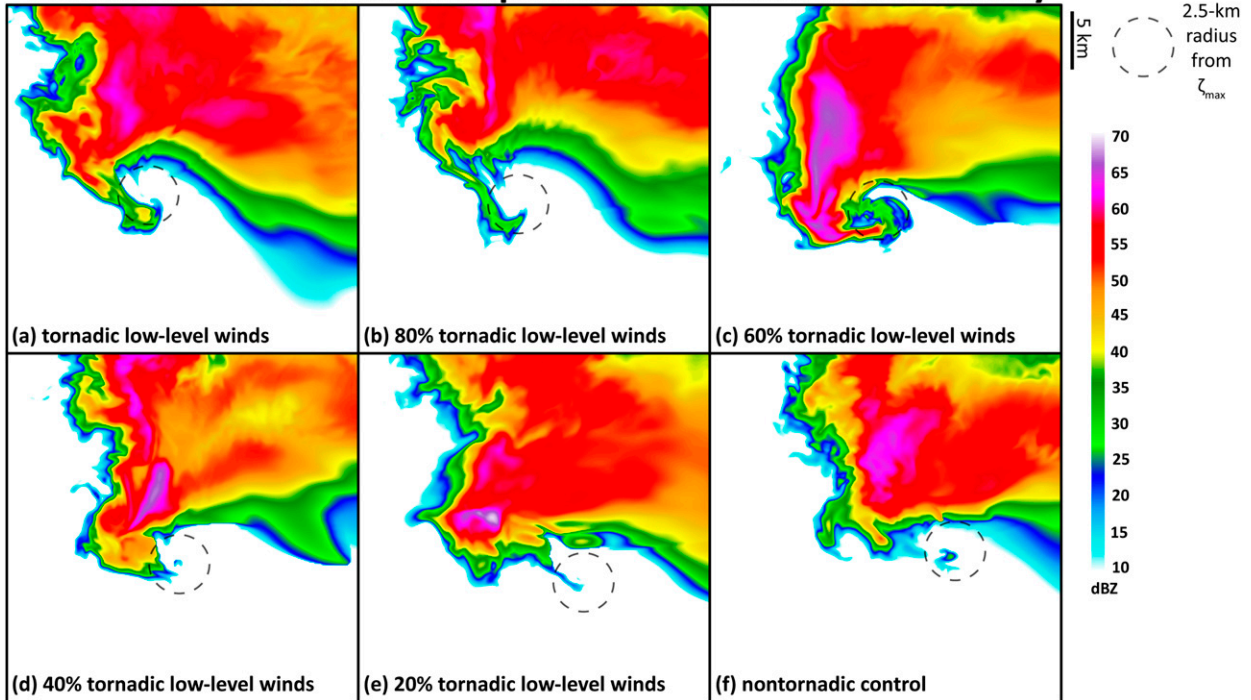 5 km
2.5-km
radius
from
ζmax
70
65
60
55
50
45
40
35
30
25
20
15
10
dBZ
(a) tornadic low-level winds
(b) 80% tornadic low-level winds
(c) 60% tornadic low-level winds
(d) 40% tornadic low-level winds
(e) 20% tornadic low-level winds
(f) nontornadic control